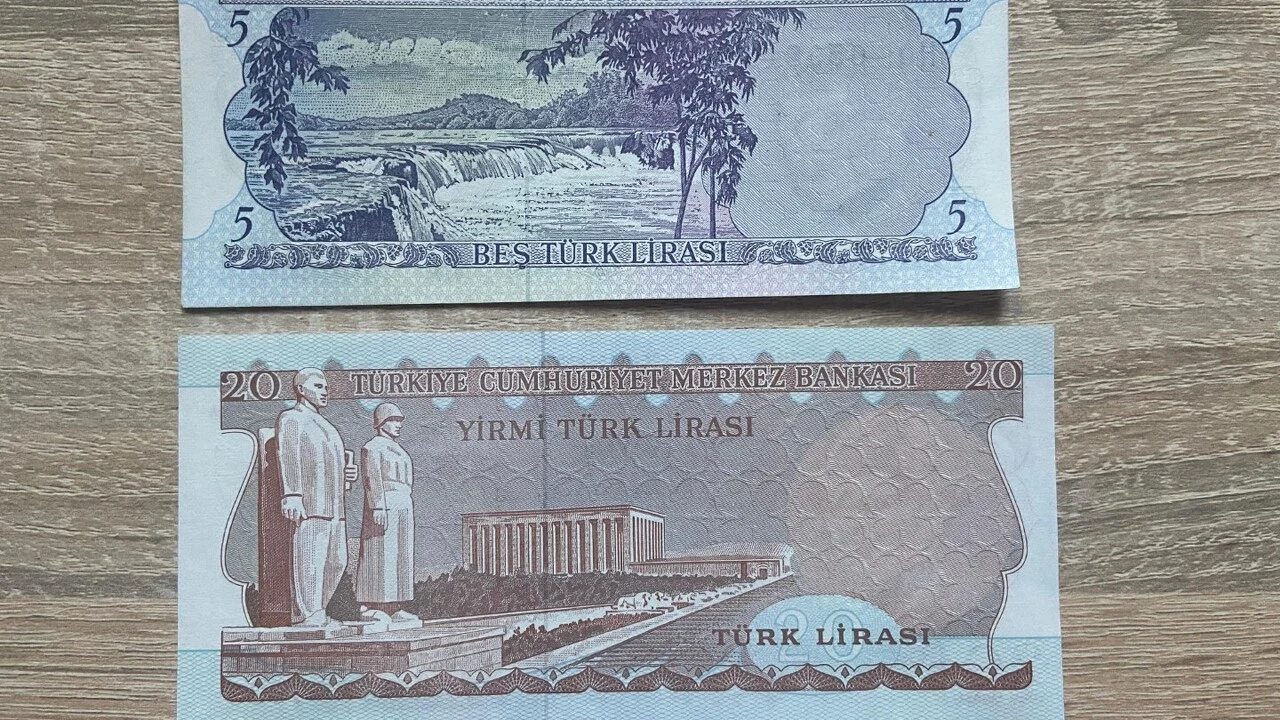 5 5
5 5
BEŞ TÜRK LİRASI
20 TÜRKİYE CUMHURİYET MERKEZ BANKASI 20
YİRMİ TÜRK LİRASI
20
TÜRK LİRASI